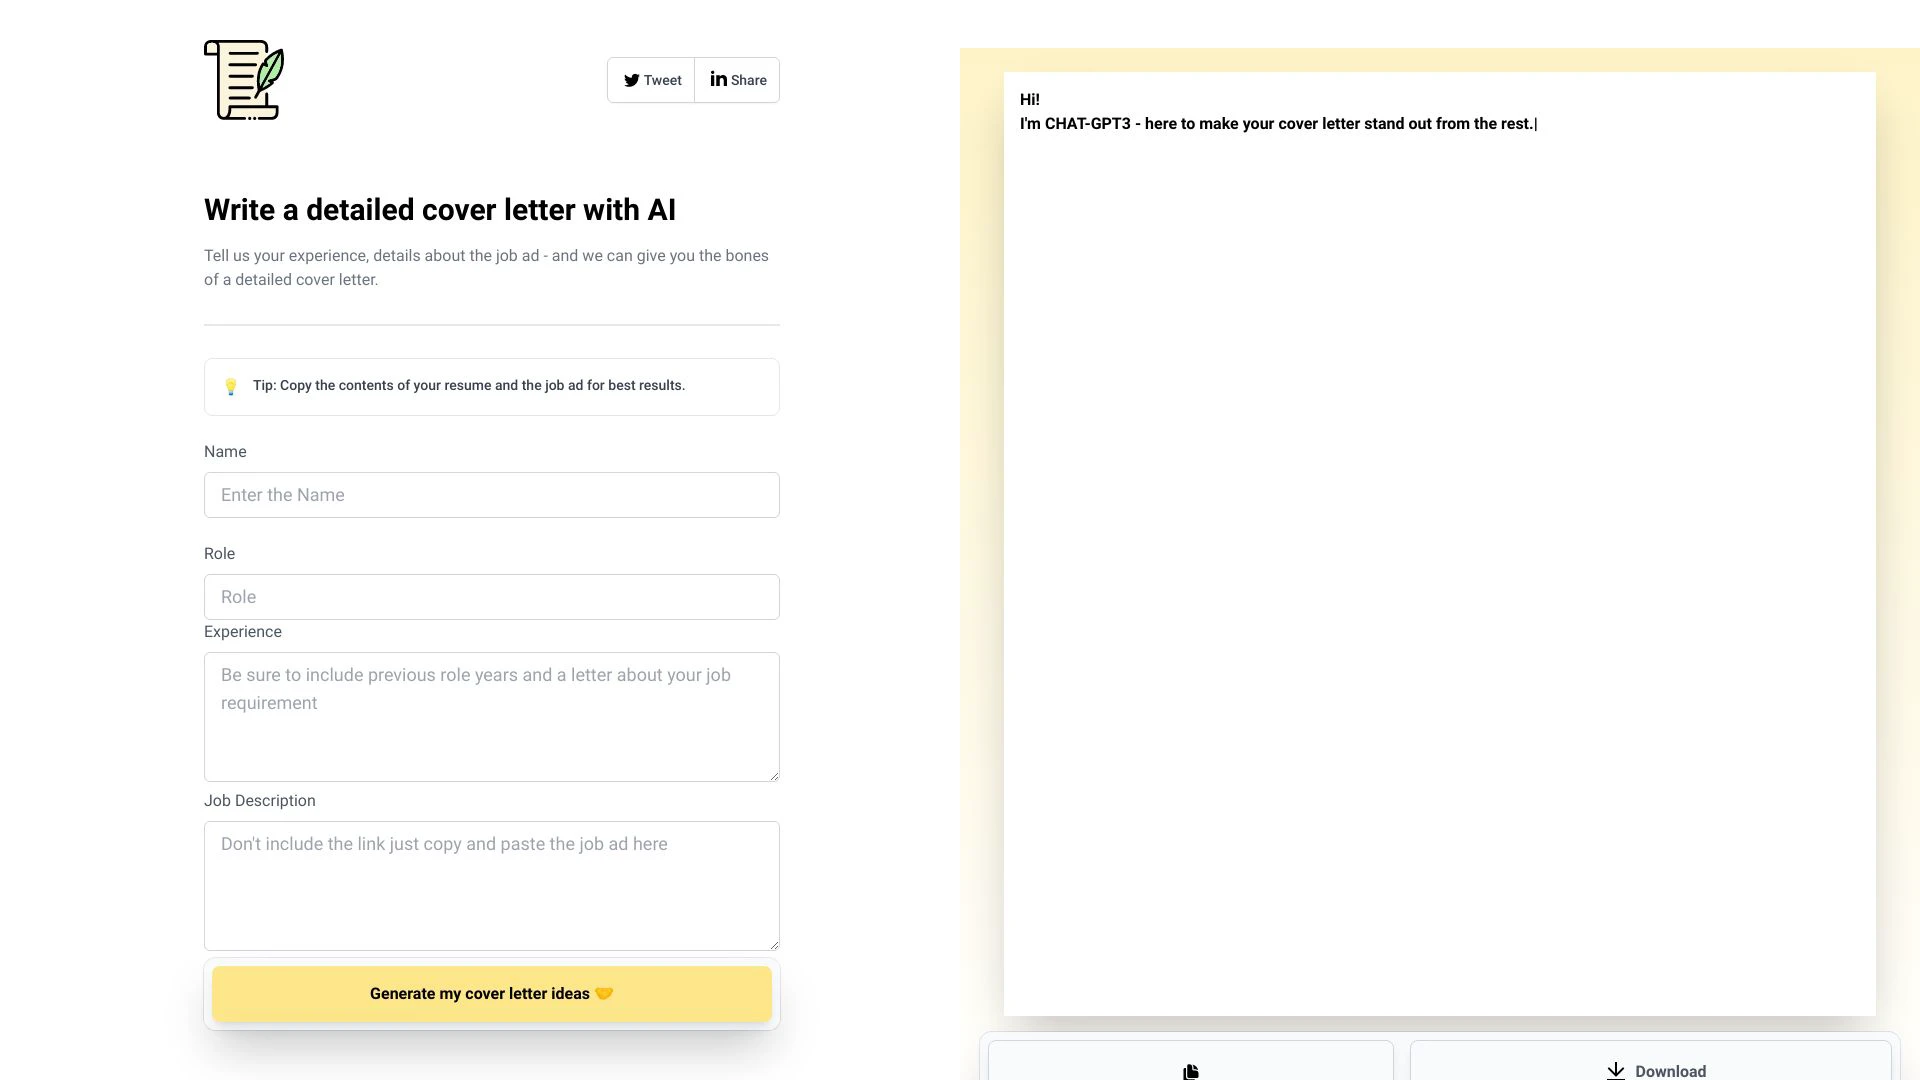 Tweet
Share
Write a detailed cover letter with AI
Tell us your experience, details about the job ad - and we can give you the bones
of a detailed cover letter.
Tip: Copy the contents of your resume and the job ad for best results.
Name
Enter the Name
Role
Role
Experience
Be sure to include previous role years and a letter about your job
requirement
Job Description
Don't include the link just copy and paste the job ad here
Generate my cover letter ideas 🤝
Hi!
I'm CHAT-GPT3 - here to make your cover letter stand out from the rest.|
Download